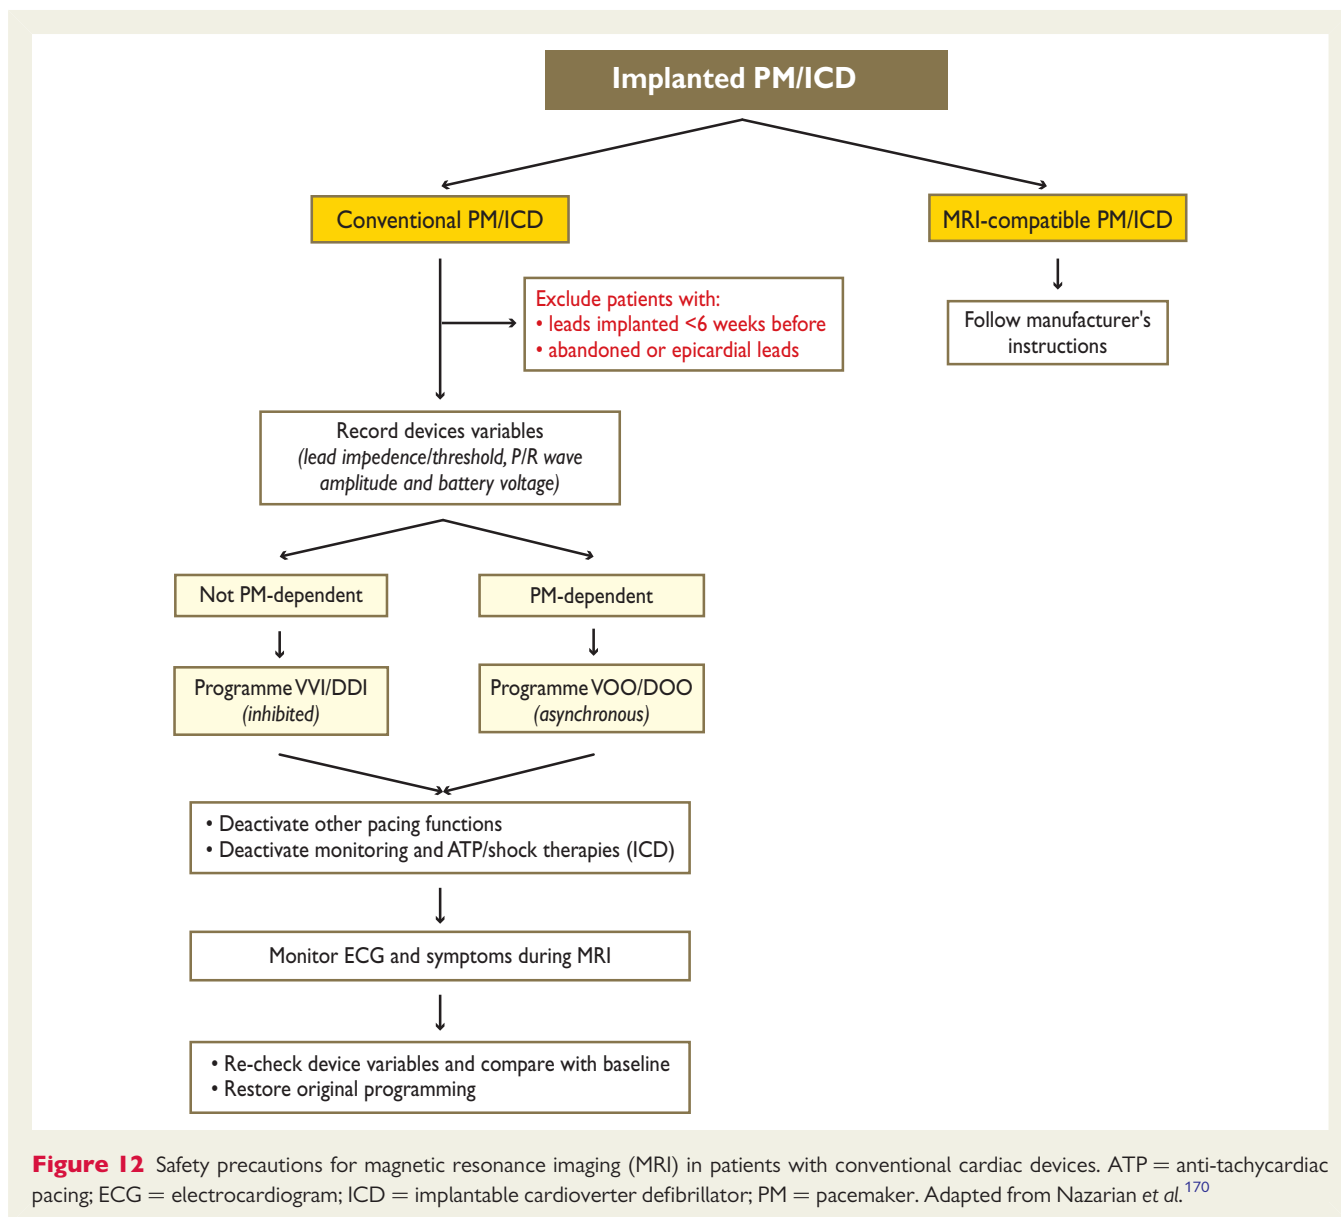 Implanted PM/ICD
Conventional PM/ICD
MRI-compatible PM/ICD
Exclude patients with:
• leads implanted <6 weeks before
• abandoned or epicardial leads
Follow manufacturer's
instructions
Record devices variables
(lead impedence/threshold, P/R wave
amplitude and battery voltage)
Not PM-dependent
PM-dependent
Programme VVI/DDI
(inhibited)
Programme VOO/DOO
(asynchronous)
• Deactivate other pacing functions
• Deactivate monitoring and ATP/shock therapies (ICD)
Monitor ECG and symptoms during MRI
• Re-check device variables and compare with baseline
• Restore original programming
Figure 12 Safety precautions for magnetic resonance imaging (MRI) in patients with conventional cardiac devices. ATP = anti-tachycardiac
pacing; ECG = electrocardiogram; ICD = implantable cardioverter defibrillator; PM = pacemaker. Adapted from Nazarian et al.170